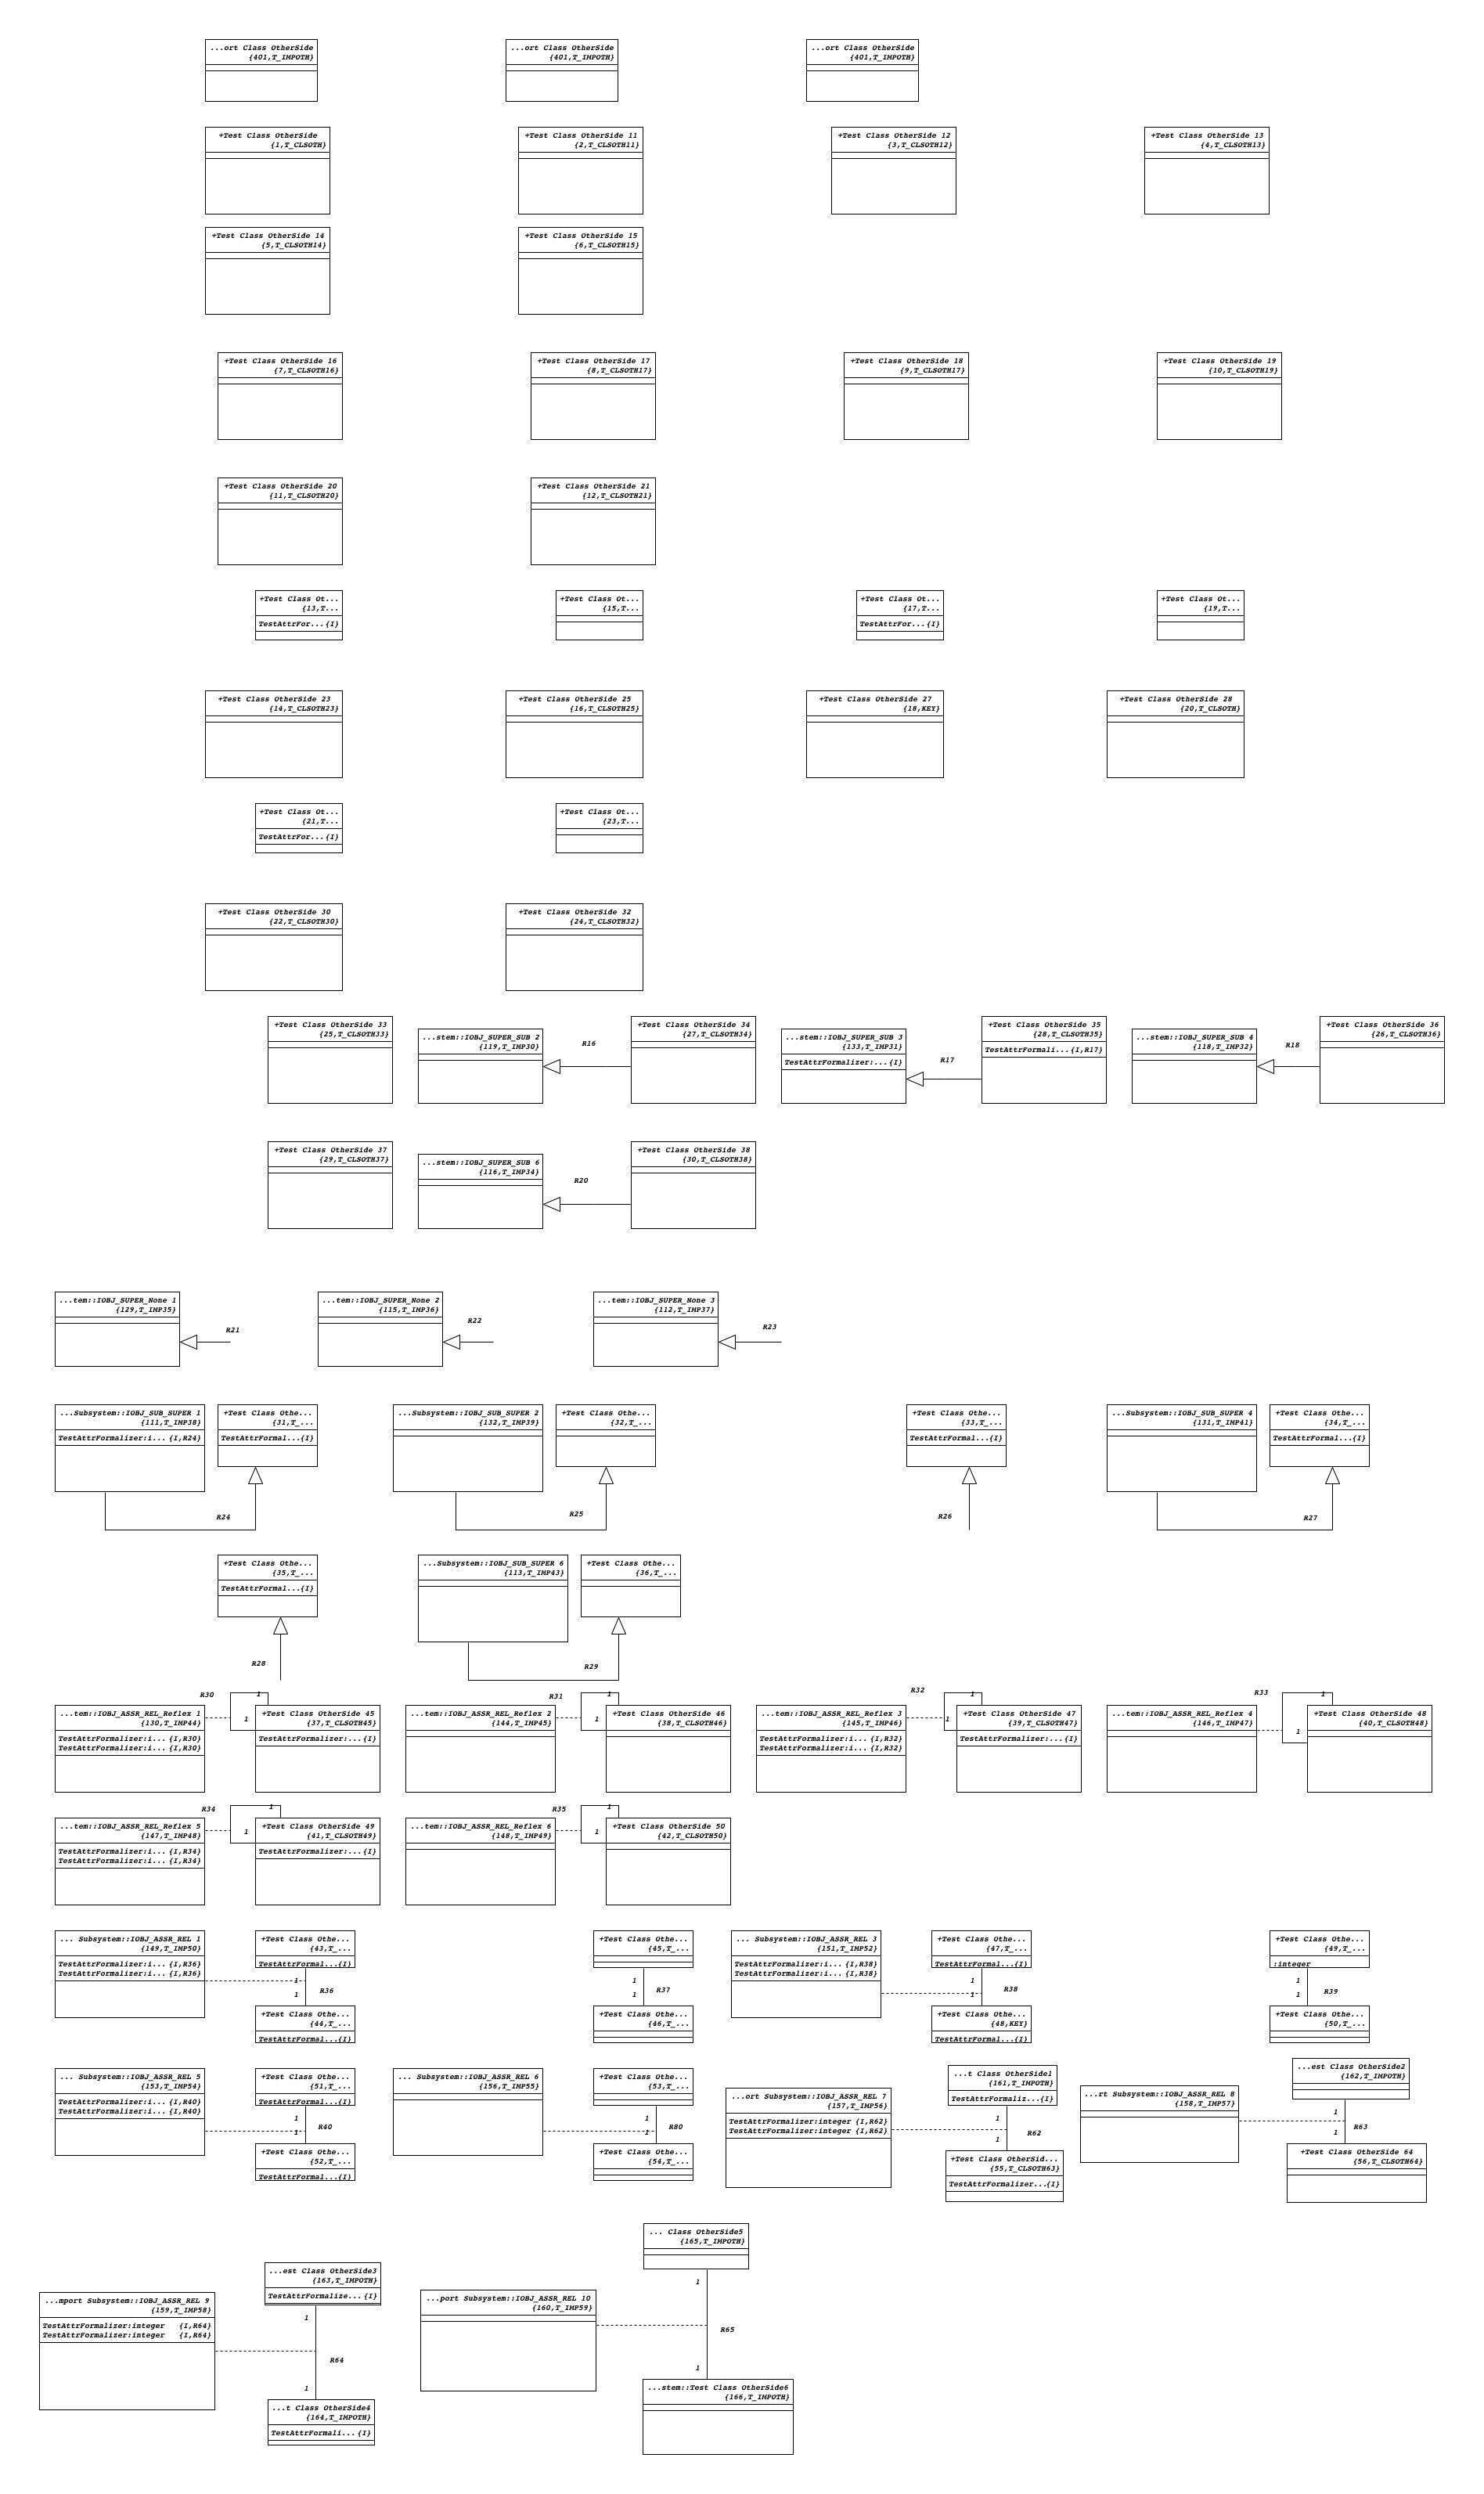 ...ort Class OtherSide
{401,T_IMPOTH}
...ort Class OtherSide
{401,T_IMPOTH}
...ort Class OtherSide
{401,T_IMPOTH}
+Test Class OtherSide
{1,T_CLSOTH}
+Test Class OtherSide 11
{2,T_CLSOTH11}
+Test Class OtherSide 12
{3,T_CLSOTH12}
+Test Class OtherSide 13
{4,T_CLSOTH13}
+Test Class OtherSide 14
{5,T_CLSOTH14}
+Test Class OtherSide 15
{6,T_CLSOTH15}
+Test Class OtherSide 16
{7,T_CLSOTH16}
+Test Class OtherSide 17
{8,T_CLSOTH17}
+Test Class OtherSide 18
{9,T_CLSOTH17}
+Test Class OtherSide 19
{10,T_CLSOTH19}
+Test Class OtherSide 20
{11,T_CLSOTH20}
+Test Class OtherSide 21
{12,T_CLSOTH21}
+Test Class Ot...
{13,T...
TestAttrFor...{I}
+Test Class Ot...
{15,T...
+Test Class Ot...
{17,T...
TestAttrFor...{I}
+Test Class Ot...
{19,T...
+Test Class OtherSide 23
{14,T_CLSOTH23}
+Test Class OtherSide 25
{16,T_CLSOTH25}
+Test Class OtherSide 27
{18,KEY}
+Test Class OtherSide 28
{20,T_CLSOTH}
+Test Class Ot...
{21,T...
TestAttrFor...{I}
+Test Class Ot...
{23,T...
+Test Class OtherSide 30
{22,T_CLSOTH30}
+Test Class OtherSide 32
{24,T_CLSOTH32}
+Test Class OtherSide 33
{25,T_CLSOTH33}
...stem::IOBJ_SUPER_SUB 2
{119,T_IMP30}
R16
+Test Class OtherSide 34
{27,T_CLSOTH34}
...stem::IOBJ_SUPER_SUB 3
{133,T_IMP31}
TestAttrFormalizer:...{I}
R17
+Test Class OtherSide 35
{28,T_CLSOTH35}
TestAttrFormali...{I,R17}
...stem::IOBJ_SUPER_SUB 4
{118,T_IMP32}
R18
+Test Class OtherSide 36
{26,T_CLSOTH36}
+Test Class OtherSide 37
{29,T_CLSOTH37}
...stem::IOBJ_SUPER_SUB 6
{116,T_IMP34}
R20
+Test Class OtherSide 38
{30,T_CLSOTH38}
...tem::IOBJ_SUPER_None 1
{129,T_IMP35}
R21
...tem::IOBJ_SUPER_None 2
{115,T_IMP36}
R22
...tem::IOBJ_SUPER_None 3
{112,T_IMP37}
R23
...Subsystem::IOBJ_SUB_SUPER 1
{111,T_IMP38}
TestAttrFormalizer:i...{I,R24}
+Test Class Othe...
{31,T_...
TestAttrFormal...{I}
R24
...Subsystem::IOBJ_SUB_SUPER 2
{132,T_IMP39}
+Test Class Othe...
{32,T_...
R25
+Test Class Othe...
{33,T_...
TestAttrFormal...{I}
R26
...Subsystem::IOBJ_SUB_SUPER 4
{131,T_IMP41}
+Test Class Othe...
{34,T_...
TestAttrFormal...{I}
R27
+Test Class Othe...
{35,T_...
TestAttrFormal...{I}
R28
...Subsystem::IOBJ_SUB_SUPER 6
{113,T_IMP43}
+Test Class Othe...
{36,T_...
R29
R30
1
1
...tem::IOBJ_ASSR_REL_Reflex 1
{130,T_IMP44}
TestAttrFormalizer:i...{I,R30}
TestAttrFormalizer:i...{I,R30}
+Test Class OtherSide 45
{37,T_CLSOTH45}
TestAttrFormalizer:...{I}
R31
1
1
...tem::IOBJ_ASSR_REL_Reflex 2
{144,T_IMP45}
+Test Class OtherSide 46
{38,T_CLSOTH46}
R32
1
1
...tem::IOBJ_ASSR_REL_Reflex 3
{145,T_IMP46}
TestAttrFormalizer:i...{I,R32}
TestAttrFormalizer:i...{I,R32}
+Test Class OtherSide 47
{39,T_CLSOTH47}
TestAttrFormalizer:...{I}
R33
1
1
...tem::IOBJ_ASSR_REL_Reflex 4
{146,T_IMP47}
+Test Class OtherSide 48
{40,T_CLSOTH48}
R34
1
1
...tem::IOBJ_ASSR_REL_Reflex 5
{147,T_IMP48}
TestAttrFormalizer:i...{I,R34}
TestAttrFormalizer:i...{I,R34}
+Test Class OtherSide 49
{41,T_CLSOTH49}
TestAttrFormalizer:...{I}
R35
1
1
...tem::IOBJ_ASSR_REL_Reflex 6
{148,T_IMP49}
+Test Class OtherSide 50
{42,T_CLSOTH50}
... Subsystem::IOBJ_ASSR_REL 1
{149,T_IMP50}
TestAttrFormalizer:i...{I,R36}
TestAttrFormalizer:i...{I,R36}
+Test Class Othe...
{43,T_...
TestAttrFormal...{I}
1
1
R36
+Test Class Othe...
{44,T_...
TestAttrFormal...{I}
+Test Class Othe...
{45,T_...
1
1
R37
+Test Class Othe...
{46,T_...
... Subsystem::IOBJ_ASSR_REL 3
{151,T_IMP52}
TestAttrFormalizer:i...{I,R38}
TestAttrFormalizer:i...{I,R38}
+Test Class Othe...
{47,T_...
TestAttrFormal...{I}
1
1
R38
+Test Class Othe...
{48,KEY}
TestAttrFormal...{I}
+Test Class Othe...
{49,T_...
:integer
1
1
R39
+Test Class Othe...
{50,T_...
... Subsystem::IOBJ_ASSR_REL 5
{153,T_IMP54}
TestAttrFormalizer:i...{I,R40}
TestAttrFormalizer:i...{I,R40}
+Test Class Othe...
{51,T_...
TestAttrFormal...{I}
1
1
R40
+Test Class Othe...
{52,T_...
TestAttrFormal...{I}
... Subsystem::IOBJ_ASSR_REL 6
{156,T_IMP55}
+Test Class Othe...
{53,T_...
1
1
R80
+Test Class Othe...
{54,T_...
...ort Subsystem::IOBJ_ASSR_REL 7
{157,T_IMP56}
TestAttrFormalizer:integer {I,R62}
TestAttrFormalizer:integer {I,R62}
...t Class OtherSide1
{161,T_IMPOTH}
TestAttrFormaliz...{I}
1
1
R62
+Test Class OtherSid...
{55,T_CLSOTH63}
TestAttrFormalizer...{I}
...rt Subsystem::IOBJ_ASSR_REL 8
{158,T_IMP57}
...est Class OtherSide2
{162,T_IMPOTH}
1
1
R63
+Test Class OtherSide 64
{56,T_CLSOTH64}
...mport Subsystem::IOBJ_ASSR_REL 9
{159,T_IMP58}
TestAttrFormalizer:integer {I,R64}
TestAttrFormalizer:integer {I,R64}
...est Class OtherSide3
{163,T_IMPOTH}
TestAttrFormalize...{I}
1
1
R64
...t Class OtherSide4
{164,T_IMPOTH}
TestAttrFormali...{I}
... Class OtherSide5
{165,T_IMPOTH}
...port Subsystem::IOBJ_ASSR_REL 10
{160,T_IMP59}
1
1
R65
...stem::Test Class OtherSide6
{166,T_IMPOTH}